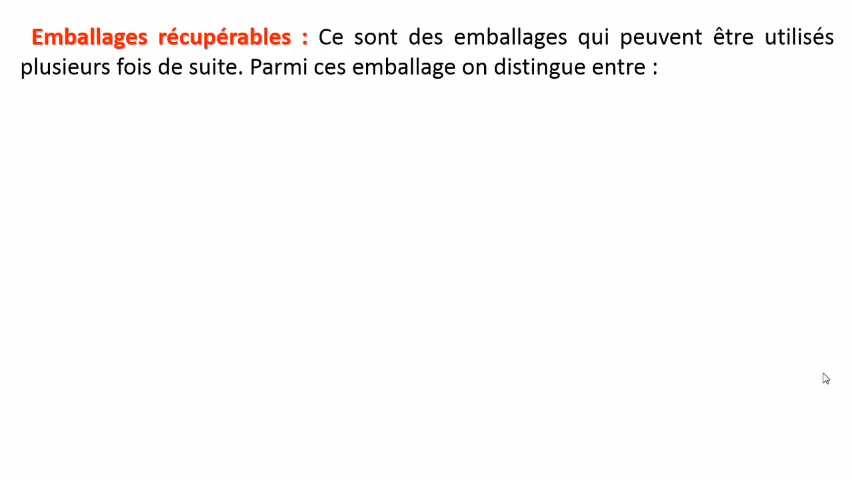 Emballages récupérables : Ce sont des emballages qui peuvent être utilisés
plusieurs fois de suite. Parmi ces emballage on distingue entre :